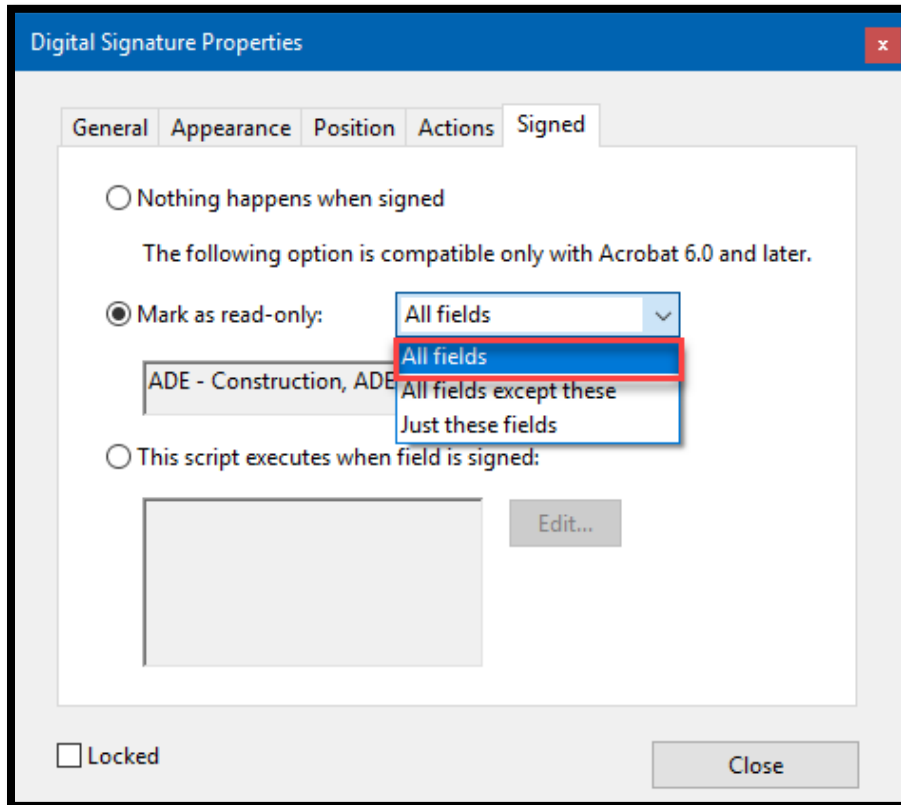 Digital Signature Properties
x
General Appearance Position Actions Signed
Nothing happens when signed
The following option is compatible only with Acrobat 6.0 and later.
Mark as read-only: All fields
All fields
ADE - Construction, ADE
All fields except these
Just these fields
This script executes when field is signed:
Edit...
Locked
Close